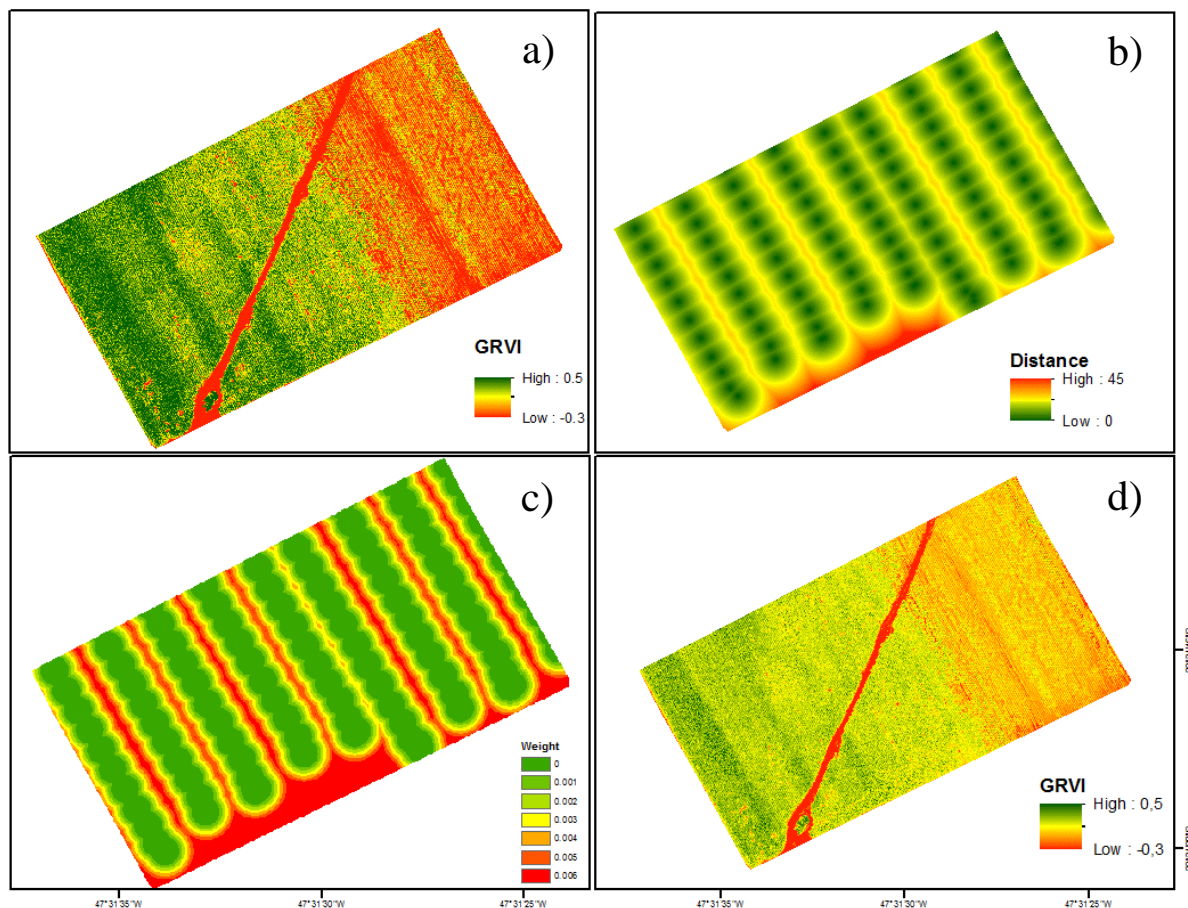 a)
GRVI
High : 0.5
Low : -0.3
b)
Distance
High : 45
Low : 0
c)
Weight
0
0.001
0.002
0.003
0.004
0.005
0.006
d)
GRVI
High : 0,5
Low : -0,3
47°31'35"W
47°31'30"W
47°31'25"W
47°31'35"W
47°31'30"W
47°31'25"W